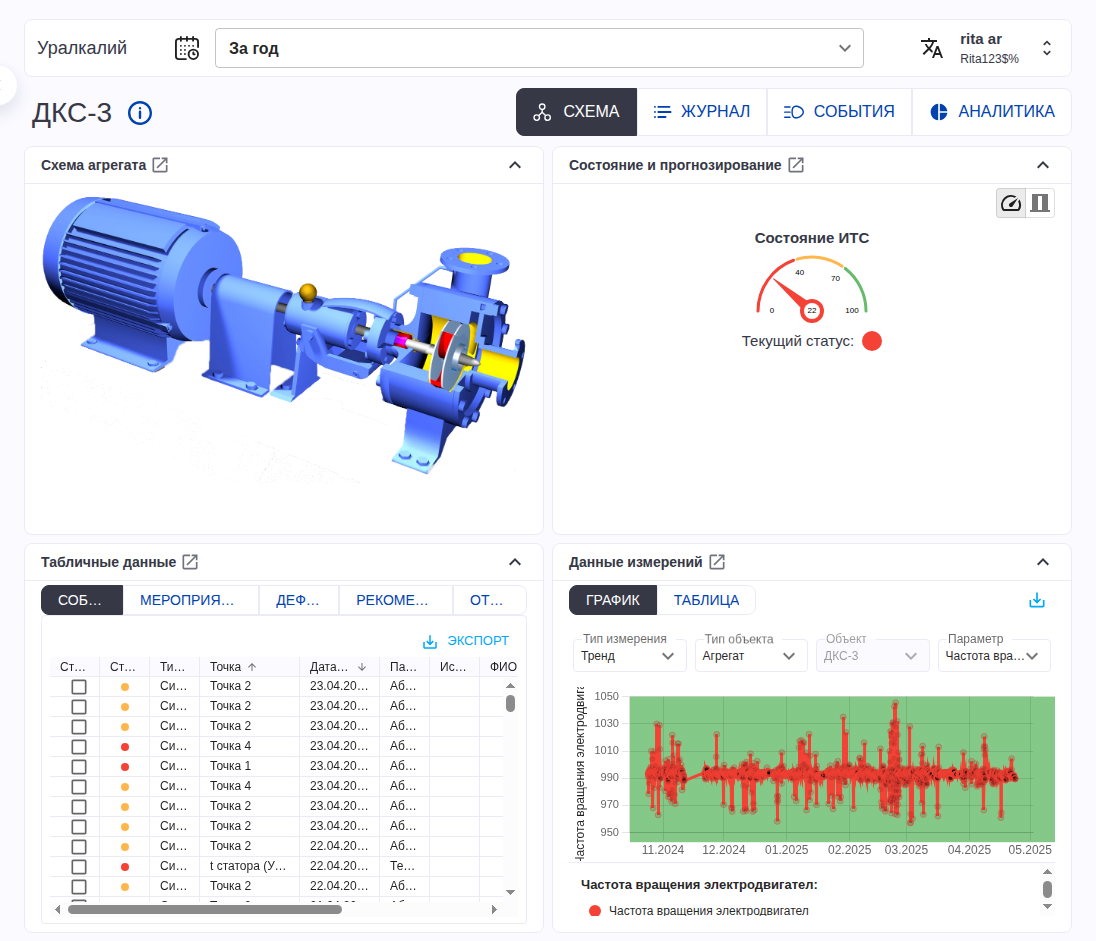 Уралкалий
За год
rita ar
Rita123$%
ДКС-3
СХЕМА
ЖУРНАЛ
СОБЫТИЯ
АНАЛИТИКА
Схема агрегата
Состояние и прогнозирование
Состояние ИТС
40
70
0
22
100
Текущий статус:
Табличные данные
СОБ...
МЕРОПРИЯ...
ДЕФ...
РЕКОМЕ...
ОТ...
ЭКСПОРТ
Ст... Ст... Ти... Точка Дата... Па... Ис... ФИО
Си... Точка 2 23.04.20... Аб...
Си... Точка 2 23.04.20... Аб...
Си... Точка 2 23.04.20... Аб...
Си... Точка 4 23.04.20... Аб...
Си... Точка 1 23.04.20... Аб...
Си... Точка 4 23.04.20... Аб...
Си... Точка 2 23.04.20... Аб...
Си... Точка 2 23.04.20... Аб...
Си... Точка 2 22.04.20... Аб...
Си... t статора (У... 22.04.20... Те...
Си... Точка 2 22.04.20... Аб...
Данные измерений
ГРАФИК
ТАБЛИЦА
Тип измерения
Тренд
Тип объекта
Агрегат
Объект
ДКС-3
Параметр
Частота вра...
Частота вращения электродвига
1050
1030
1010
990
970
950
11.2024 12.2024 01.2025 02.2025 03.2025 04.2025 05.2025
Частота вращения электродвигател:
Частота вращения электродвигател